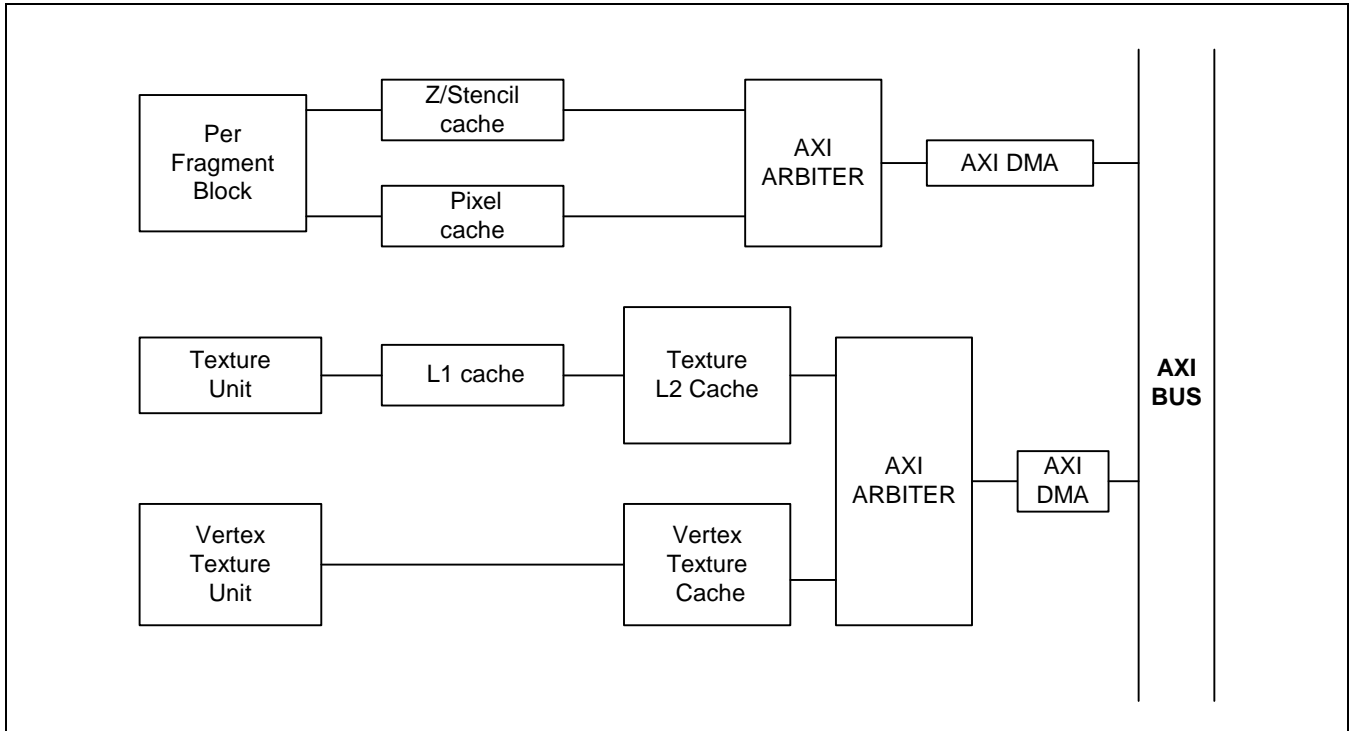 Per
Fragment
Block
Z/Stencil
cache
Pixel
cache
AXI
ARBITER
AXI DMA
Texture
Unit
L1 cache
Texture
L2 Cache
Vertex
Texture
Unit
Vertex
Texture
Cache
AXI
ARBITER
AXI
DMA
AXI
BUS